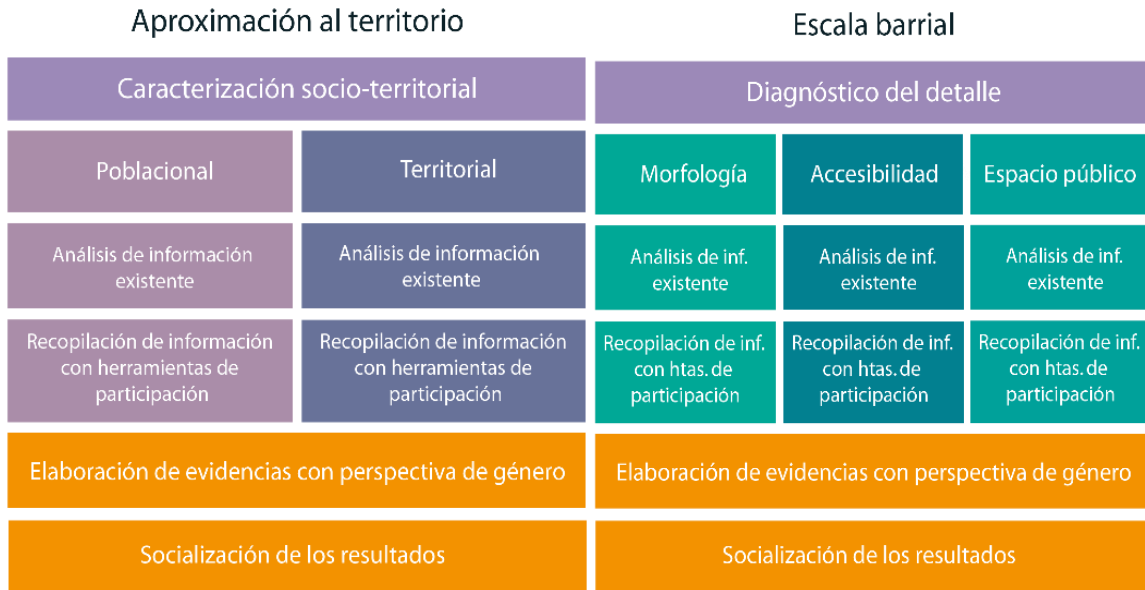 Aproximación al territorio
Caracterización socio-territorial
Poblacional
Territorial
Análisis de información
existente
Análisis de información
existente
Recopilación de información
con herramientas de
participación
Recopilación de información
con herramientas de
participación
Elaboración de evidencias con perspectiva de género
Socialización de los resultados
Escala barrial
Diagnóstico del detalle
Morfología
Accesibilidad
Espacio público
Análisis de inf.
existente
Análisis de inf.
existente
Análisis de inf.
existente
Recopilación de inf.
con htas. de
participación
Recopilación de inf.
con htas. de
participación
Recopilación de inf.
con htas. de
participación
Elaboración de evidencias con perspectiva de género
Socialización de los resultados